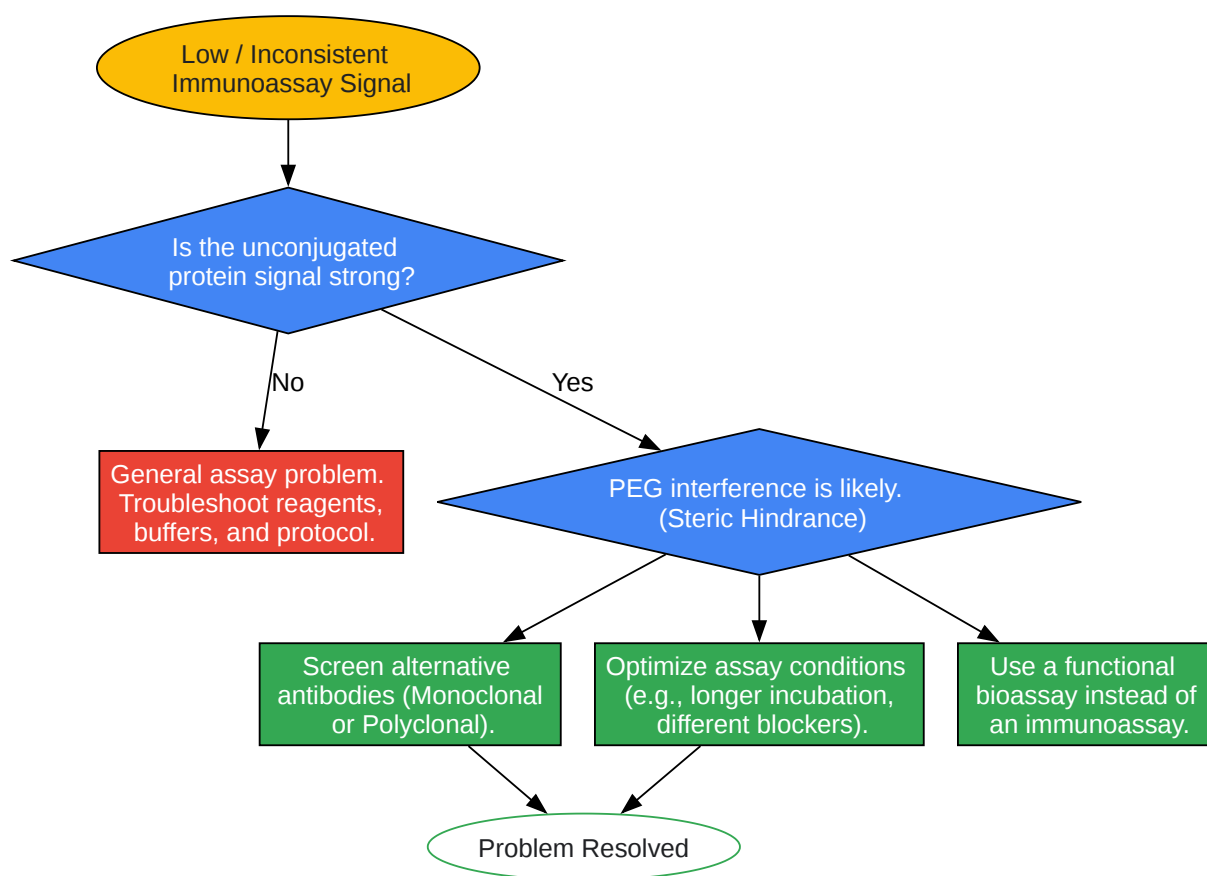 Low / Inconsistent
Immunoassay Signal
Is the unconjugated
protein signal strong?
No
Yes
General assay problem.
Troubleshoot reagents,
buffers, and protocol.
PEG interference is likely.
(Steric Hindrance)
Screen alternative
antibodies (Monoclonal
or Polyclonal).
Optimize assay conditions
(e.g., longer incubation,
different blockers).
Use a functional
bioassay instead of
an immunoassay.
Problem Resolved